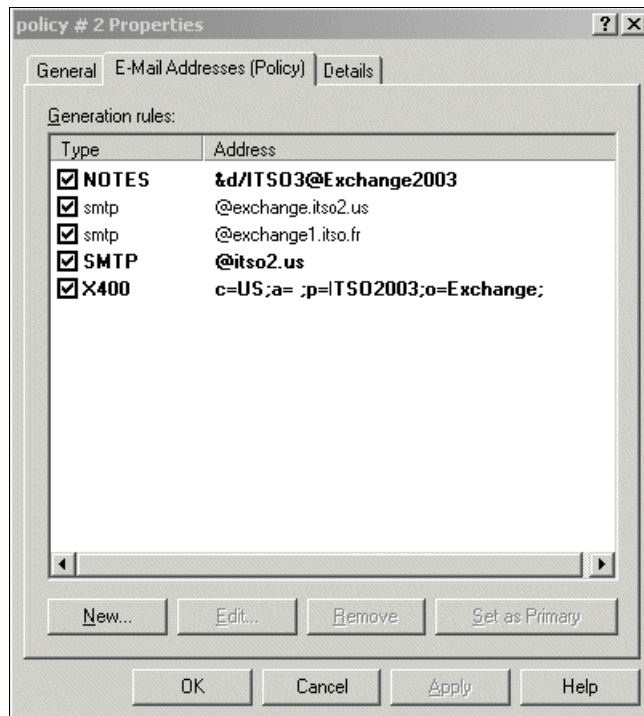 policy # 2 Properties
General E-Mail Addresses (Policy) Details
Generation rules:
Type Address
NOTES &d/ITSO3@Exchange2003
smtp @exchange.itso2.us
smtp @exchange1.itso.fr
SMTP @itso2.us
X400 c=US;a= ;p=ITSO2003;o=Exchange;
New... Edit... Remove Set as Primary
OK Cancel Apply Help